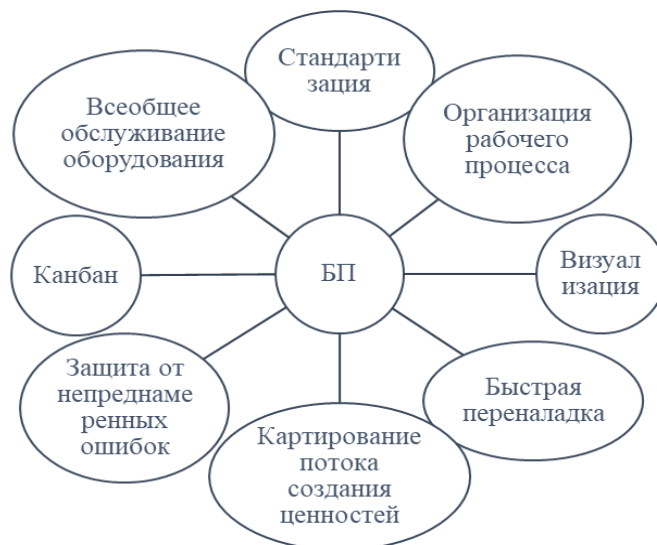 Стандарти
зация
Всеобщее
обслуживание
оборудования
Организация
рабочего
процесса
Канбан
БП
Визуал
изация
Защита от
непреднаме
ренных
ошибок
Быстрая
переналадка
Картирование
потока
создания
ценностей